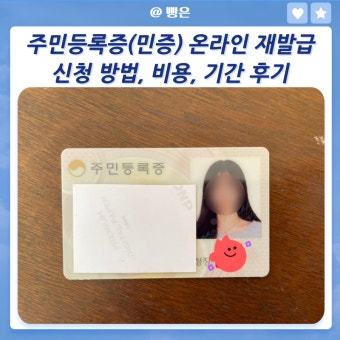 @ 빵은
주민등록증(민증) 온라인 재발급
신청 방법, 비용, 기간 후기
주민등록증